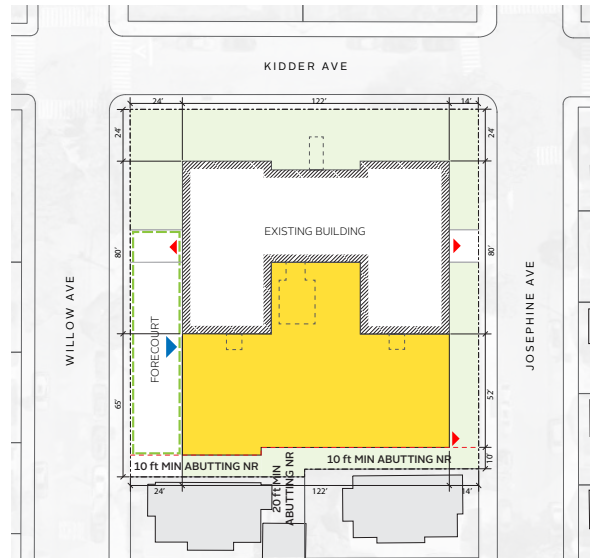 KIDDER AVE
24'
122'
14'
24'
24'
EXISTING BUILDING
80'
80'
WILLOW AVE
JOSEPHINE AVE
FORECOURT
65'
52'
10'
10 ft MIN ABUTTING NR
10 ft MIN ABUTTING NR
20 ft MIN
ABUTTING NR
24'
122'
14'